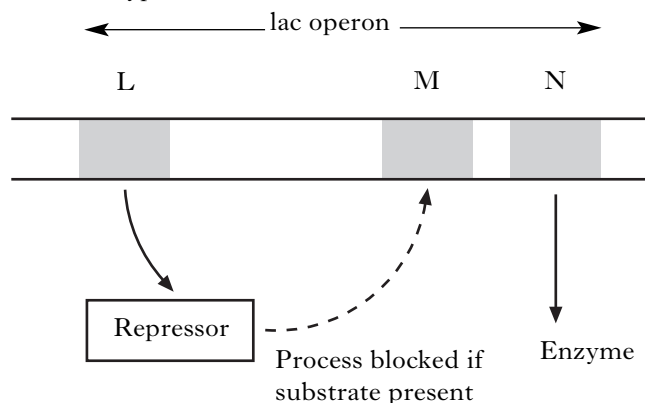 lac operon
L M N
Repressor
Process blocked if
substrate present
Enzyme